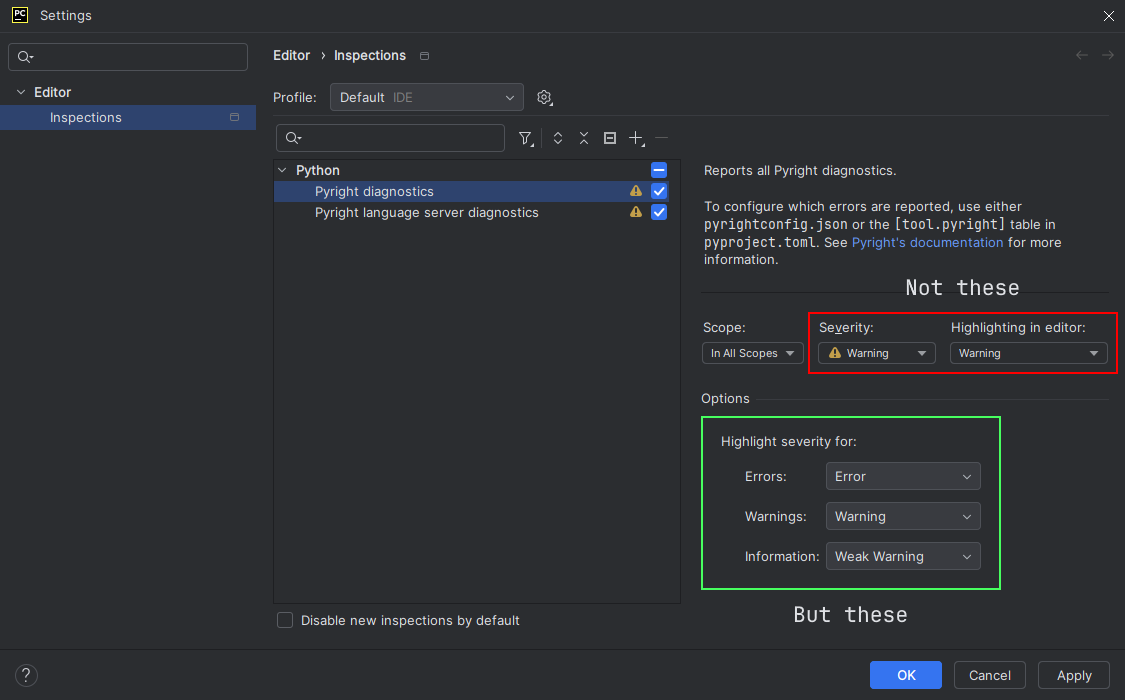 PC Settings
Editor
Inspections
Editor › Inspections
Profile: Default IDE
Python
Pyright diagnostics
Pyright language server diagnostics
Disable new inspections by default
Reports all Pyright diagnostics.
To configure which errors are reported, use either
pyrightconfig.json or the [tool.pyright] table in
pyproject.toml. See Pyright's documentation for more
information.
Not these
Scope: Severity: Highlighting in editor:
In All Scopes Warning Warning
Options
Highlight severity for:
Errors: Error
Warnings: Warning
Information: Weak Warning
But these
? OK Cancel Apply